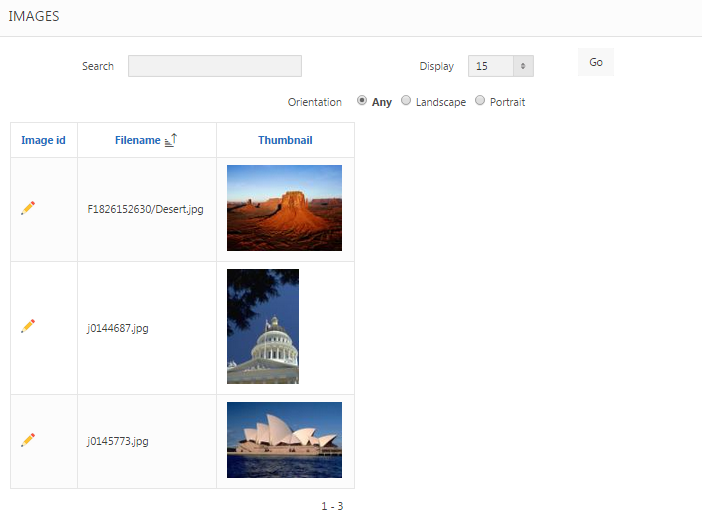 IMAGES
Search Display 15 Go
Orientation Any Landscape Portrait
Image id Filename Thumbnail
F1826152630/Desert.jpg
j0144687.jpg
j0145773.jpg
1 - 3